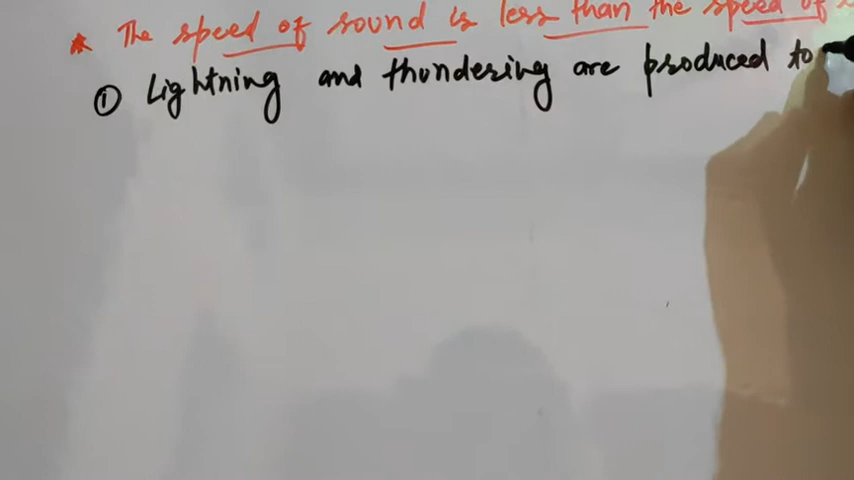 * The speed of sound is less than the speed of
① Lightning and thundering are produced to